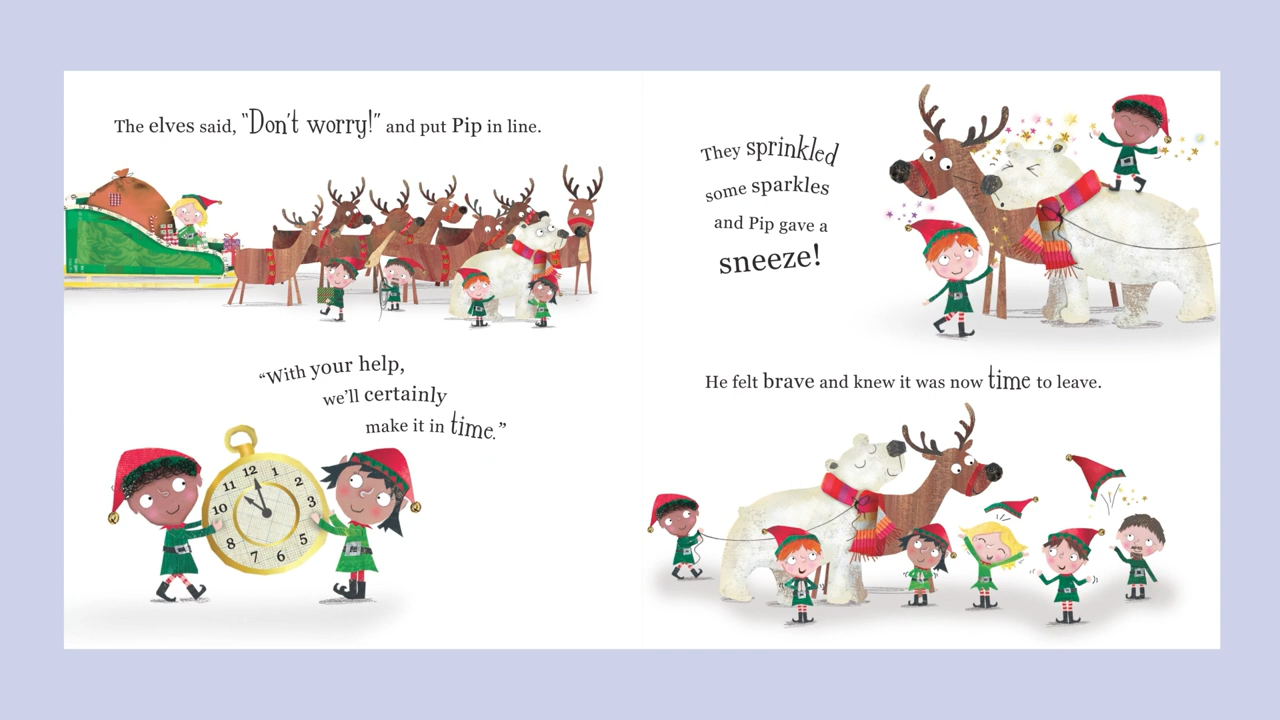 The elves said, “Don’t worry!” and put Pip in line.
“With your help,
we’ll certainly
make it in time.”
11 12 1
10 2
3
8 5
7 6
They sprinkled
some sparkles
and Pip gave a
sneeze!
He felt brave and knew it was now time to leave.